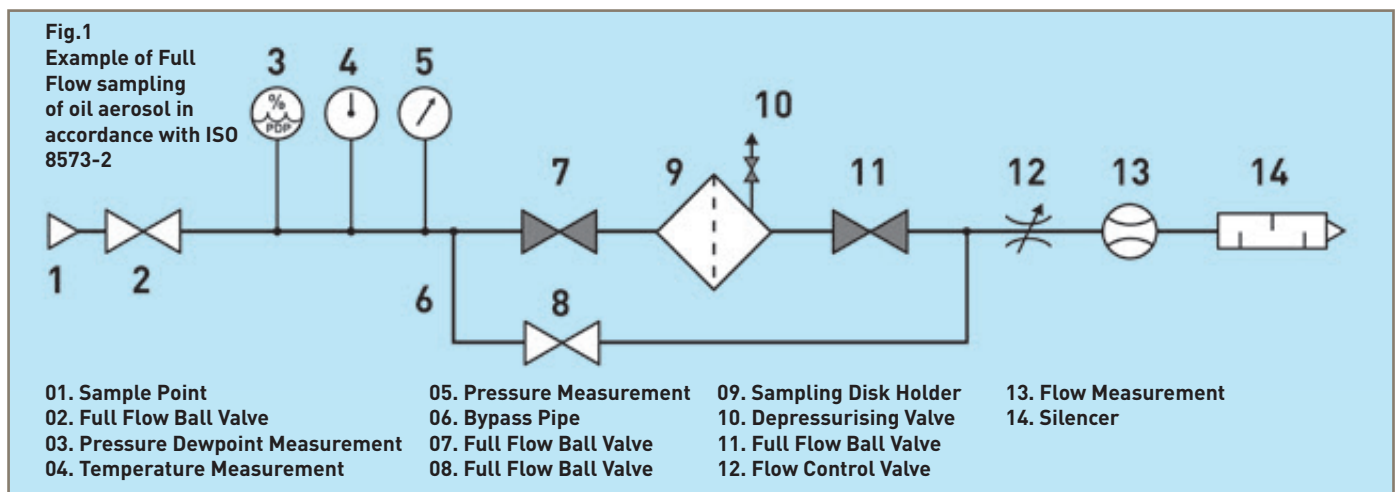 Fig.1
Example of Full
Flow sampling
of oil aerosol in
accordance with ISO
8573-2
3
4
5
%
PDP
10
7
9
11
12
13
14
1
2
6
8
01. Sample Point
02. Full Flow Ball Valve
03. Pressure Dewpoint Measurement
04. Temperature Measurement
05. Pressure Measurement
06. Bypass Pipe
07. Full Flow Ball Valve
08. Full Flow Ball Valve
09. Sampling Disk Holder
10. Depressurising Valve
11. Full Flow Ball Valve
12. Flow Control Valve
13. Flow Measurement
14. Silencer